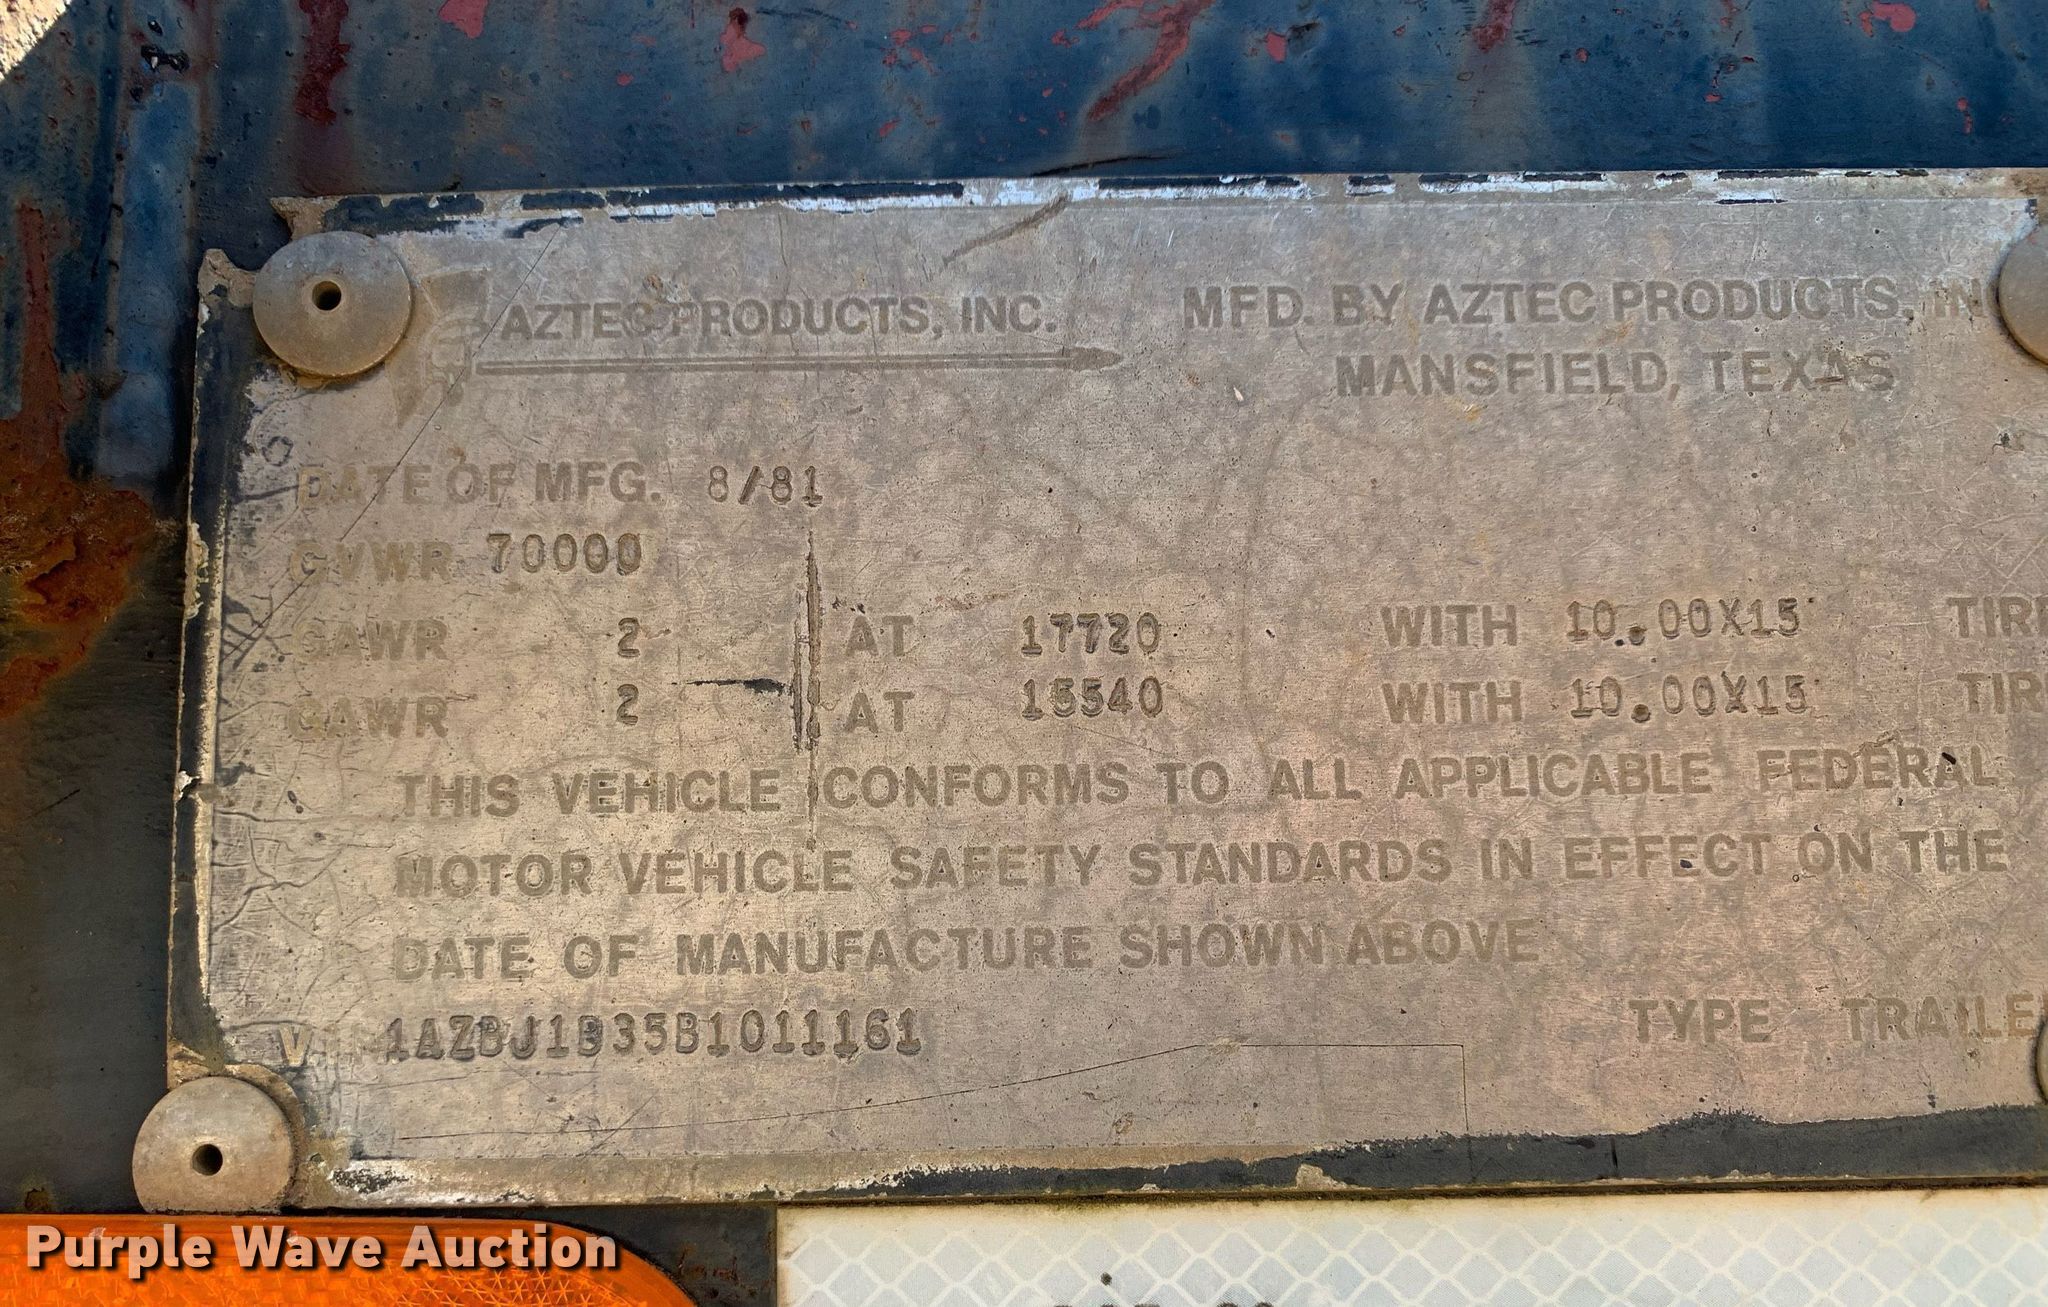 AZTEC PRODUCTS, INC.
MFD. BY AZTEC PRODUCTS, IN
MANSFIELD, TEXAS
DATE OF MFG. 8/81
GVWR 70000
GAWR 2 AT 17720 WITH 10.00X15 TIR
GAWR 2 AT 15540 WITH 10.00X15 TIR
THIS VEHICLE CONFORMS TO ALL APPLICABLE FEDERAL
MOTOR VEHICLE SAFETY STANDARDS IN EFFECT ON THE
DATE OF MANUFACTURE SHOWN ABOVE
VIN 1AZBJ1B35B1011161 TYPE TRAILE
Purple Wave Auction